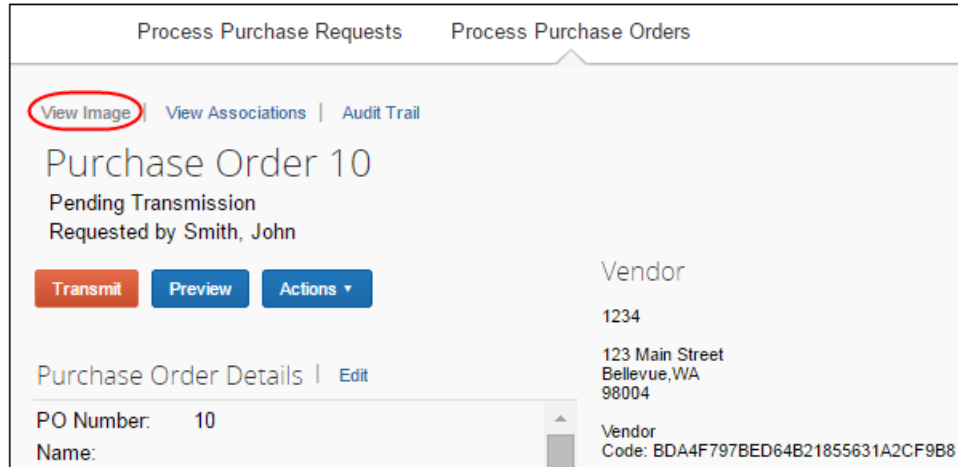 Process Purchase Requests Process Purchase Orders
View Image | View Associations | Audit Trail
Purchase Order 10
Pending Transmission
Requested by Smith, John
Transmit Preview Actions
Purchase Order Details | Edit
PO Number: 10
Name:
Vendor
1234
123 Main Street
Bellevue,WA
98004
Vendor
Code: BDA4F797BED64B21855631A2CF9B8